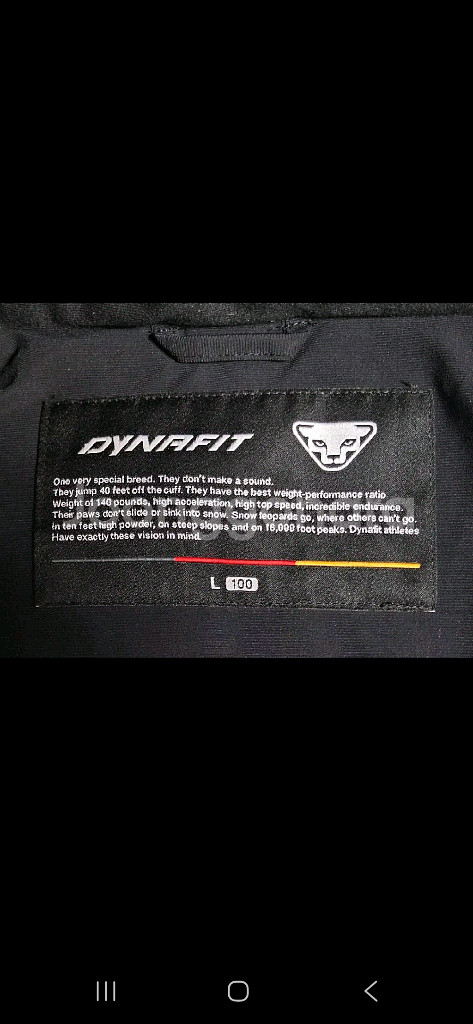 DYNAFIT
One very special breed. They don't make a sound.
They jump 40 feet off the cuff. They have the best weight-performance ratio
Weight of 140 pounds, high acceleration, high top speed, incredible endurance.
Their paws don't slide or sink into snow. Snow leopards go, where others can't go.
in ten feet high powder, on steep slopes and on 16,000 foot peaks. Dynafit athletes
Have exactly these vision in mind.
L 100